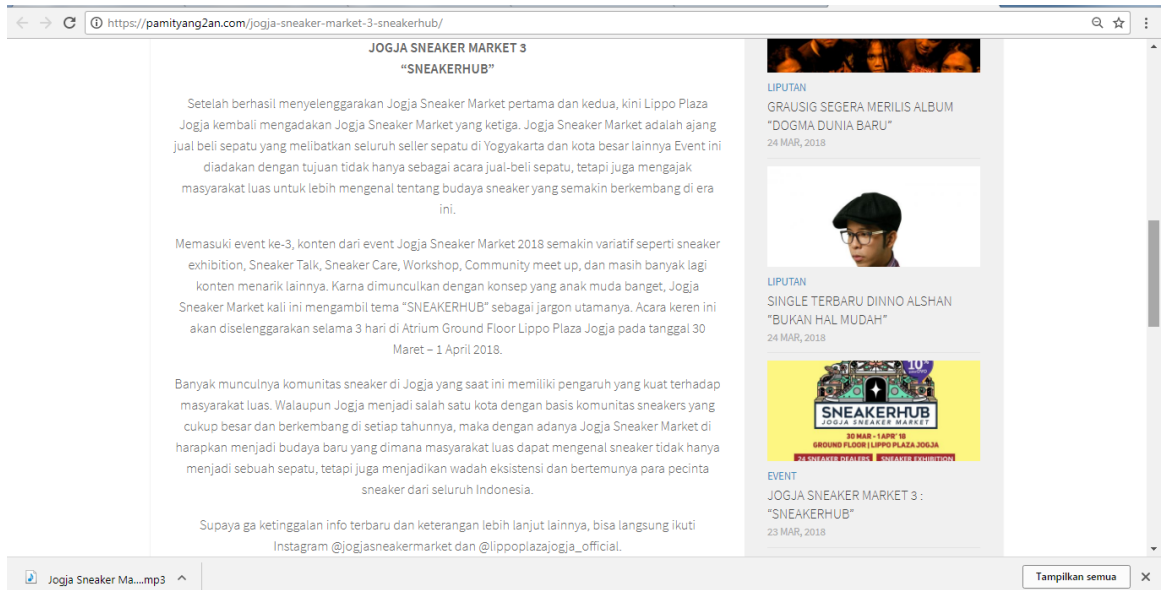 https://pamityang2an.com/jogja-sneaker-market-3-sneakerhub/
JOGJA SNEAKER MARKET 3
“SNEAKERHUB”
Setelah berhasil menyelenggarakan Jogja Sneaker Market pertama dan kedua, kini Lippo Plaza
Jogja kembali mengadakan Jogja Sneaker Market yang ketiga. Jogja Sneaker Market adalah ajang
jual beli sepatu yang melibatkan seluruh seller sepatu di Yogyakarta dan kota besar lainnya Event ini
diadakan dengan tujuan tidak hanya sebagai acara jual-beli sepatu, tetapi juga mengajak
masyarakat luas untuk lebih mengenal tentang budaya sneaker yang semakin berkembang di era
ini.
Memasuki event ke-3, konten dari event Jogja Sneaker Market 2018 semakin variatif seperti sneaker
exhibition, Sneaker Talk, Sneaker Care, Workshop, Community meet up, dan masih banyak lagi
konten menarik lainnya. Karna dimunculkan dengan konsep yang anak muda banget, Jogja
Sneaker Market kali ini mengambil tema “SNEAKERHUB” sebagai jargon utamanya. Acara keren ini
akan diselenggarakan selama 3 hari di Atrium Ground Floor Lippo Plaza Jogja pada tanggal 30
Maret – 1 April 2018.
Banyak munculnya komunitas sneaker di Jogja yang saat ini memiliki pengaruh yang kuat terhadap
masyarakat luas. Walaupun Jogja menjadi salah satu kota dengan basis komunitas sneakers yang
cukup besar dan berkembang di setiap tahunnya, maka dengan adanya Jogja Sneaker Market di
harapkan menjadi budaya baru yang dimana masyarakat luas dapat mengenal sneaker tidak hanya
menjadi sebuah sepatu, tetapi juga menjadikan wadah eksistensi dan bertemunya para pecinta
sneaker dari seluruh Indonesia.
Supaya ga ketinggalan info terbaru dan keterangan lebih lanjut lainnya, bisa langsung ikuti
Instagram @jogjasneakermarket dan @lippoplazajogja_official.
LIPUTAN
GRAUSIG SEGERA MERILIS ALBUM
“DOGMA DUNIA BARU”
24 MAR, 2018
LIPUTAN
SINGLE TERBARU DINNO ALSHAN
“BUKAN HAL MUDAH”
24 MAR, 2018
10
SNEAKERHUB
JOGJA SNEAKER MARKET
30 MAR - 1 APR' 18
GROUND FLOOR | LIPPO PLAZA JOGJA
24 SNEAKER DEALERS SNEAKER EXHIBITION
EVENT
JOGJA SNEAKER MARKET 3 :
“SNEAKERHUB”
23 MAR, 2018
Jogja Sneaker Ma....mp3
Tampilkan semua